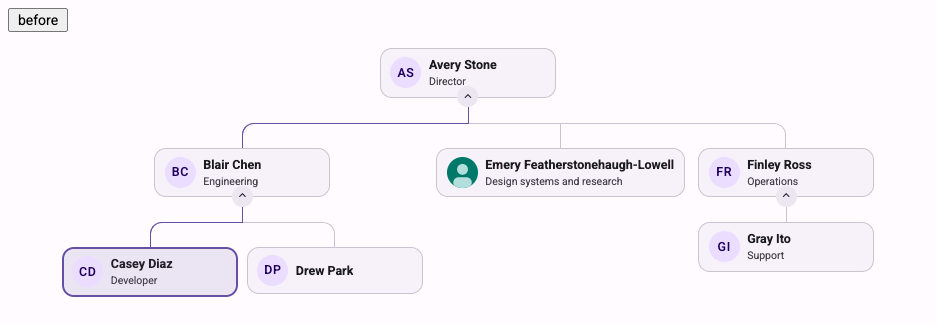 before
AS
Avery Stone
Director
BC
Blair Chen
Engineering
Emery Featherstonehaugh-Lowell
Design systems and research
FR
Finley Ross
Operations
CD
Casey Diaz
Developer
DP
Drew Park
GI
Gray Ito
Support